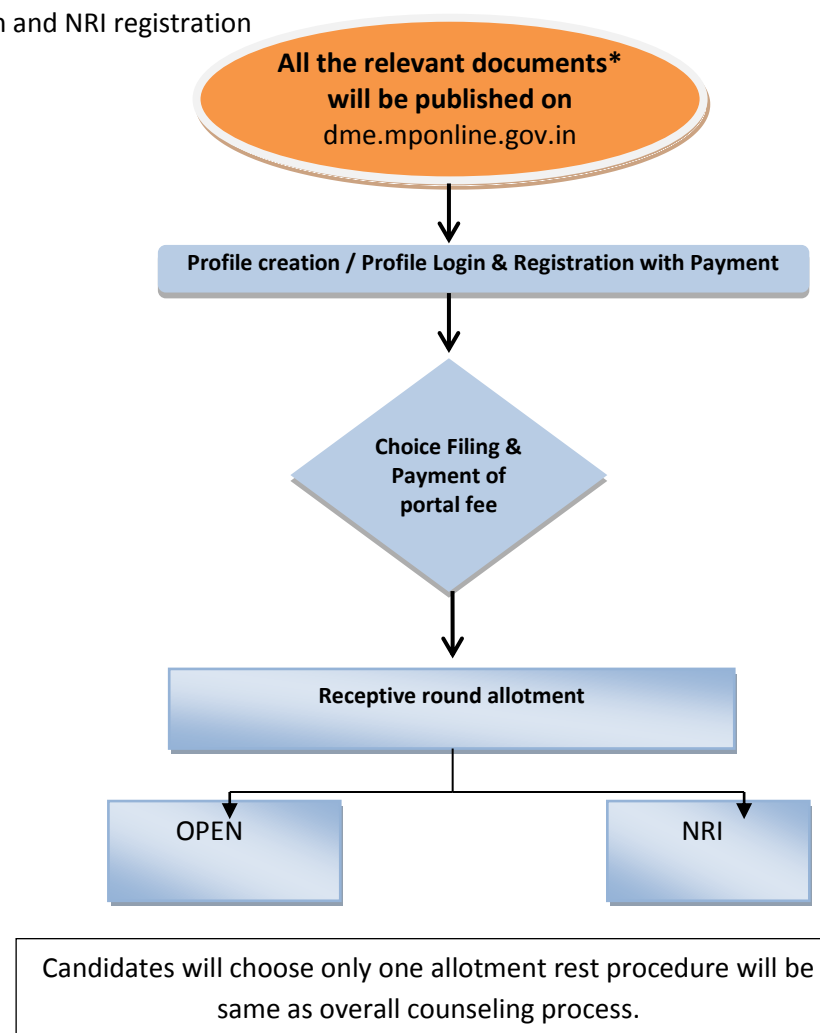 and NRI registration
All the relevant documents*
will be published on
dme.mponline.gov.in
Profile creation / Profile Login & Registration with Payment
Choice Filing &
Payment of
portal fee
Receptive round allotment
OPEN
NRI
Candidates will choose only one allotment rest procedure will be
same as overall counseling process.